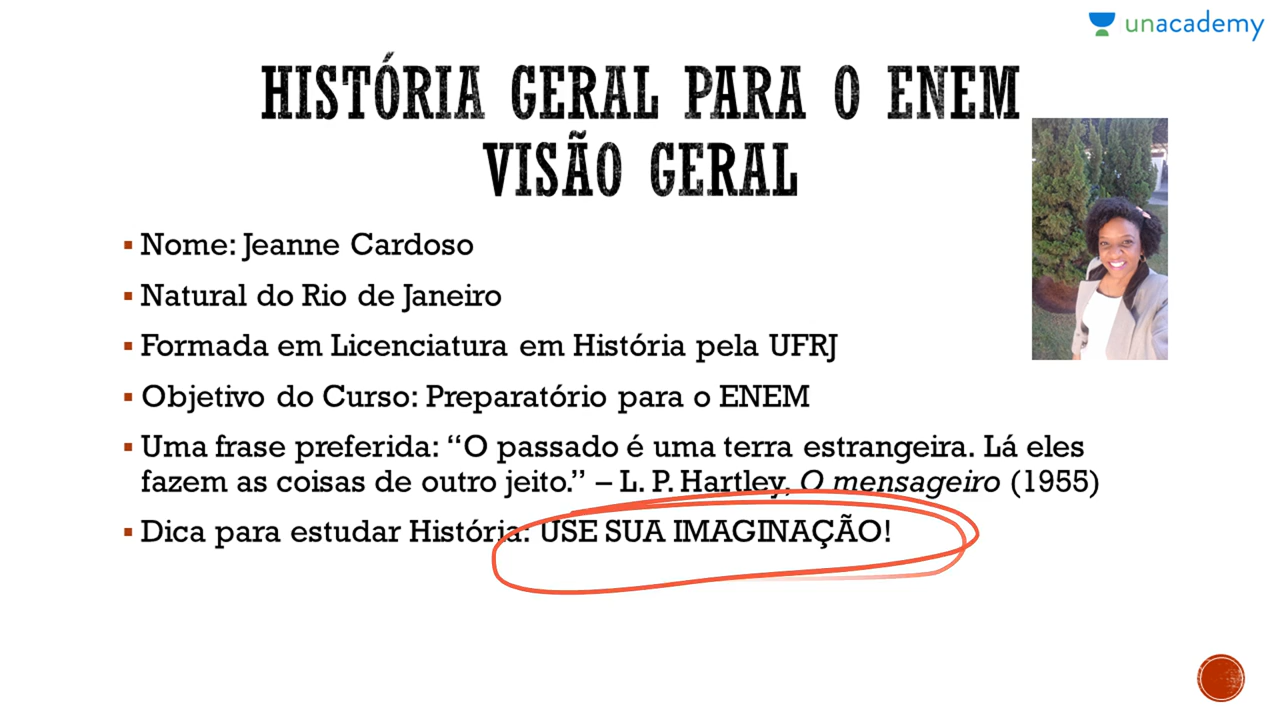 unacademy
HISTÓRIA GERAL PARA O ENEM
VISÃO GERAL
Nome: Jeanne Cardoso
Natural do Rio de Janeiro
Formada em Licenciatura em História pela UFRJ
Objetivo do Curso: Preparatório para o ENEM
Uma frase preferida: “O passado é uma terra estrangeira. Lá eles
fazem as coisas de outro jeito.” – L. P. Hartley, O mensageiro (1955)
Dica para estudar História: USE SUA IMAGINAÇÃO!